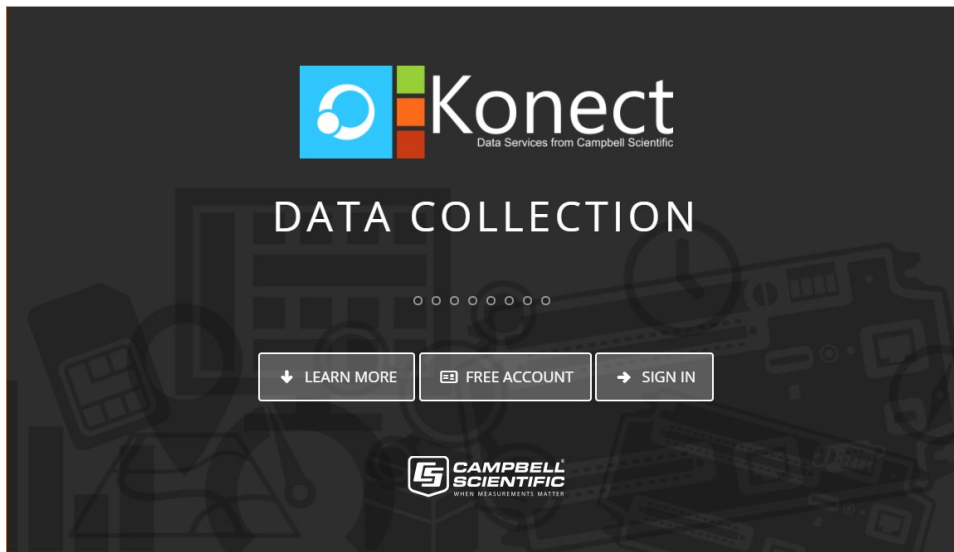 Konect
Data Services from Campbell Scientific
DATA COLLECTION
LEARN MORE
FREE ACCOUNT
SIGN IN
CAMPBELL
SCIENTIFIC
WHEN MEASUREMENTS MATTER